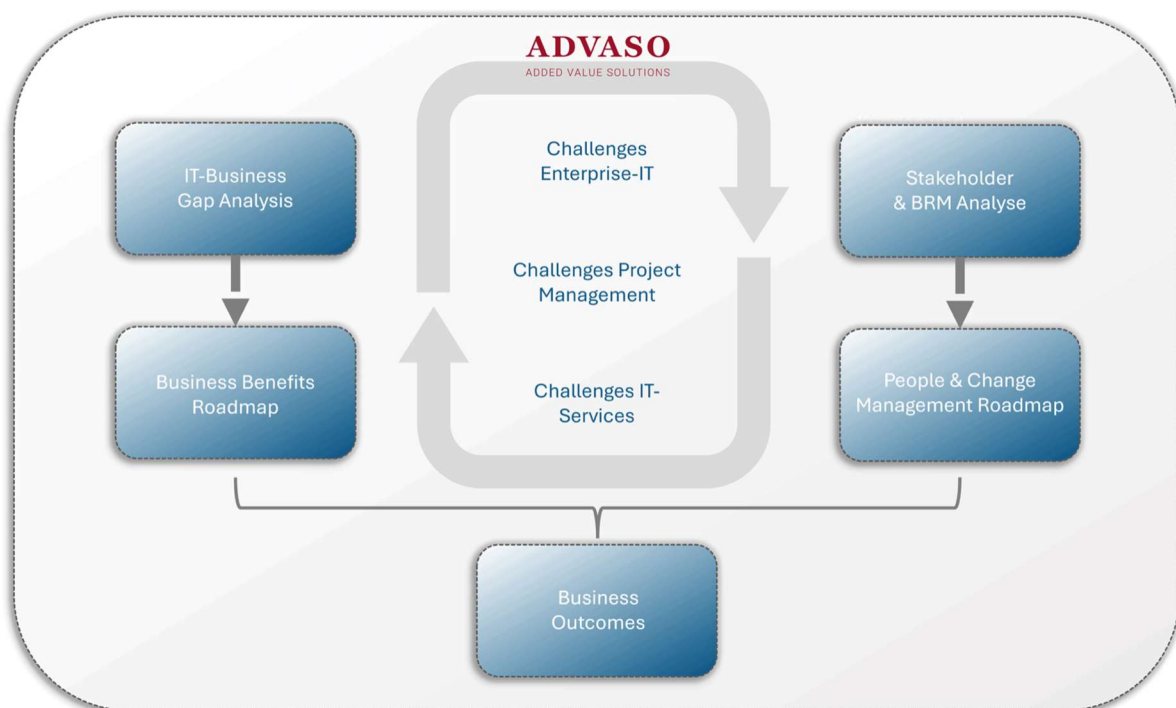 ADVASO
ADDED VALUE SOLUTIONS
IT-Business
Gap Analysis
Business Benefits
Roadmap
Challenges
Enterprise-IT
Challenges Project
Management
Challenges IT-
Services
Stakeholder
& BRM Analyse
People & Change
Management Roadmap
Business
Outcomes